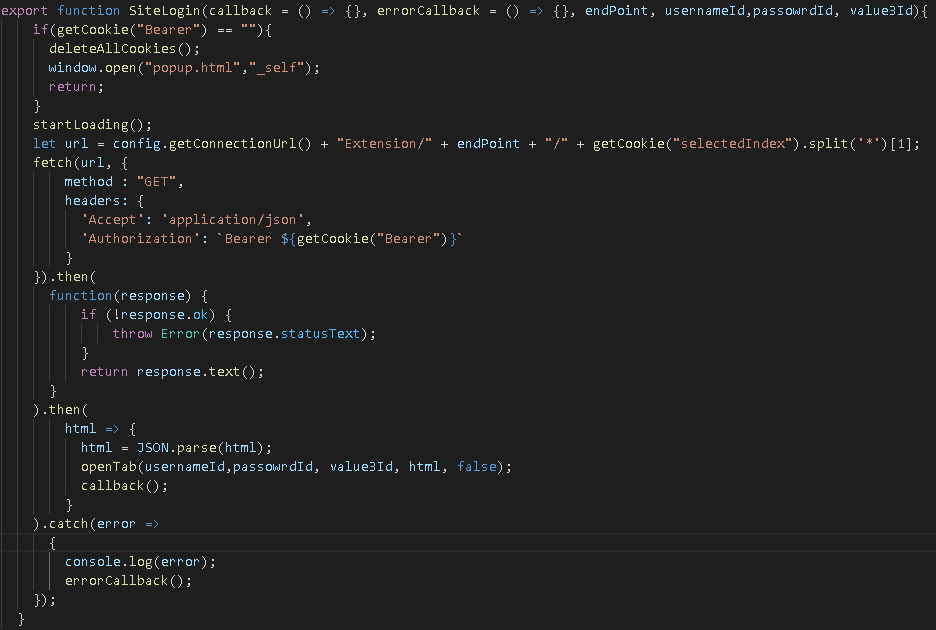 export function SiteLogin(callback = () => {}, errorCallback = () => {}, endPoint, usernameId,passowrdId, value3Id){
if(getCookie("Bearer") == ""){
deleteAllCookies();
window.open("popup.html","_self");
return;
}
startLoading();
let url = config.getConnectionUrl() + "Extension/" + endPoint + "/" + getCookie("selectedIndex").split('*')[1];
fetch(url, {
method : "GET",
headers: {
'Accept': 'application/json',
'Authorization': `Bearer ${getCookie("Bearer")}`
}
}).then(
function(response) {
if (!response.ok) {
throw Error(response.statusText);
}
return response.text();
}
).then(
html => {
html = JSON.parse(html);
openTab(usernameId,passowrdId, value3Id, html, false);
callback();
}
).catch(error =>
{
console.log(error);
errorCallback();
});
}